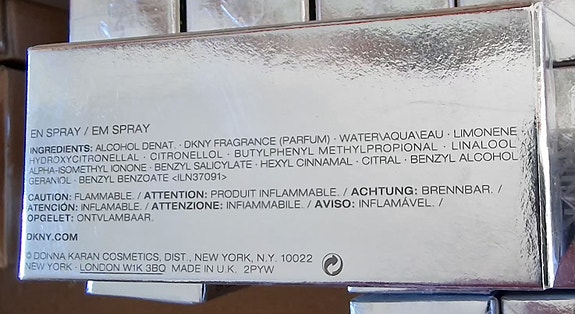 EN SPRAY / EM SPRAY
INGREDIENTS: ALCOHOL DENAT. · DKNY FRAGRANCE (PARFUM) · WATER\AQUA\EAU · LIMONENE
HYDROXYCITRONELLAL · CITRONELLOL · BUTYLPHENYL METHYLPROPIONAL · LINALOOL
ALPHA-ISOMETHYL IONONE · BENZYL SALICYLATE · HEXYL CINNAMAL · CITRAL · BENZYL ALCOHOL
GERANIOL · BENZYL BENZOATE <ILN37091>
CAUTION: FLAMMABLE. / ATTENTION: PRODUIT INFLAMMABLE. / ACHTUNG: BRENNBAR. /
ATENCIÓN: INFLAMABLE. / ATTENZIONE: INFIAMMABILE. / AVISO: INFLAMÁVEL. /
OPGELET: ONTVLAMBAAR.
DKNY.COM
© DONNA KARAN COSMETICS, DIST., NEW YORK, N.Y. 10022
NEW YORK · LONDON W1K 3BQ MADE IN U.K. 2PYW